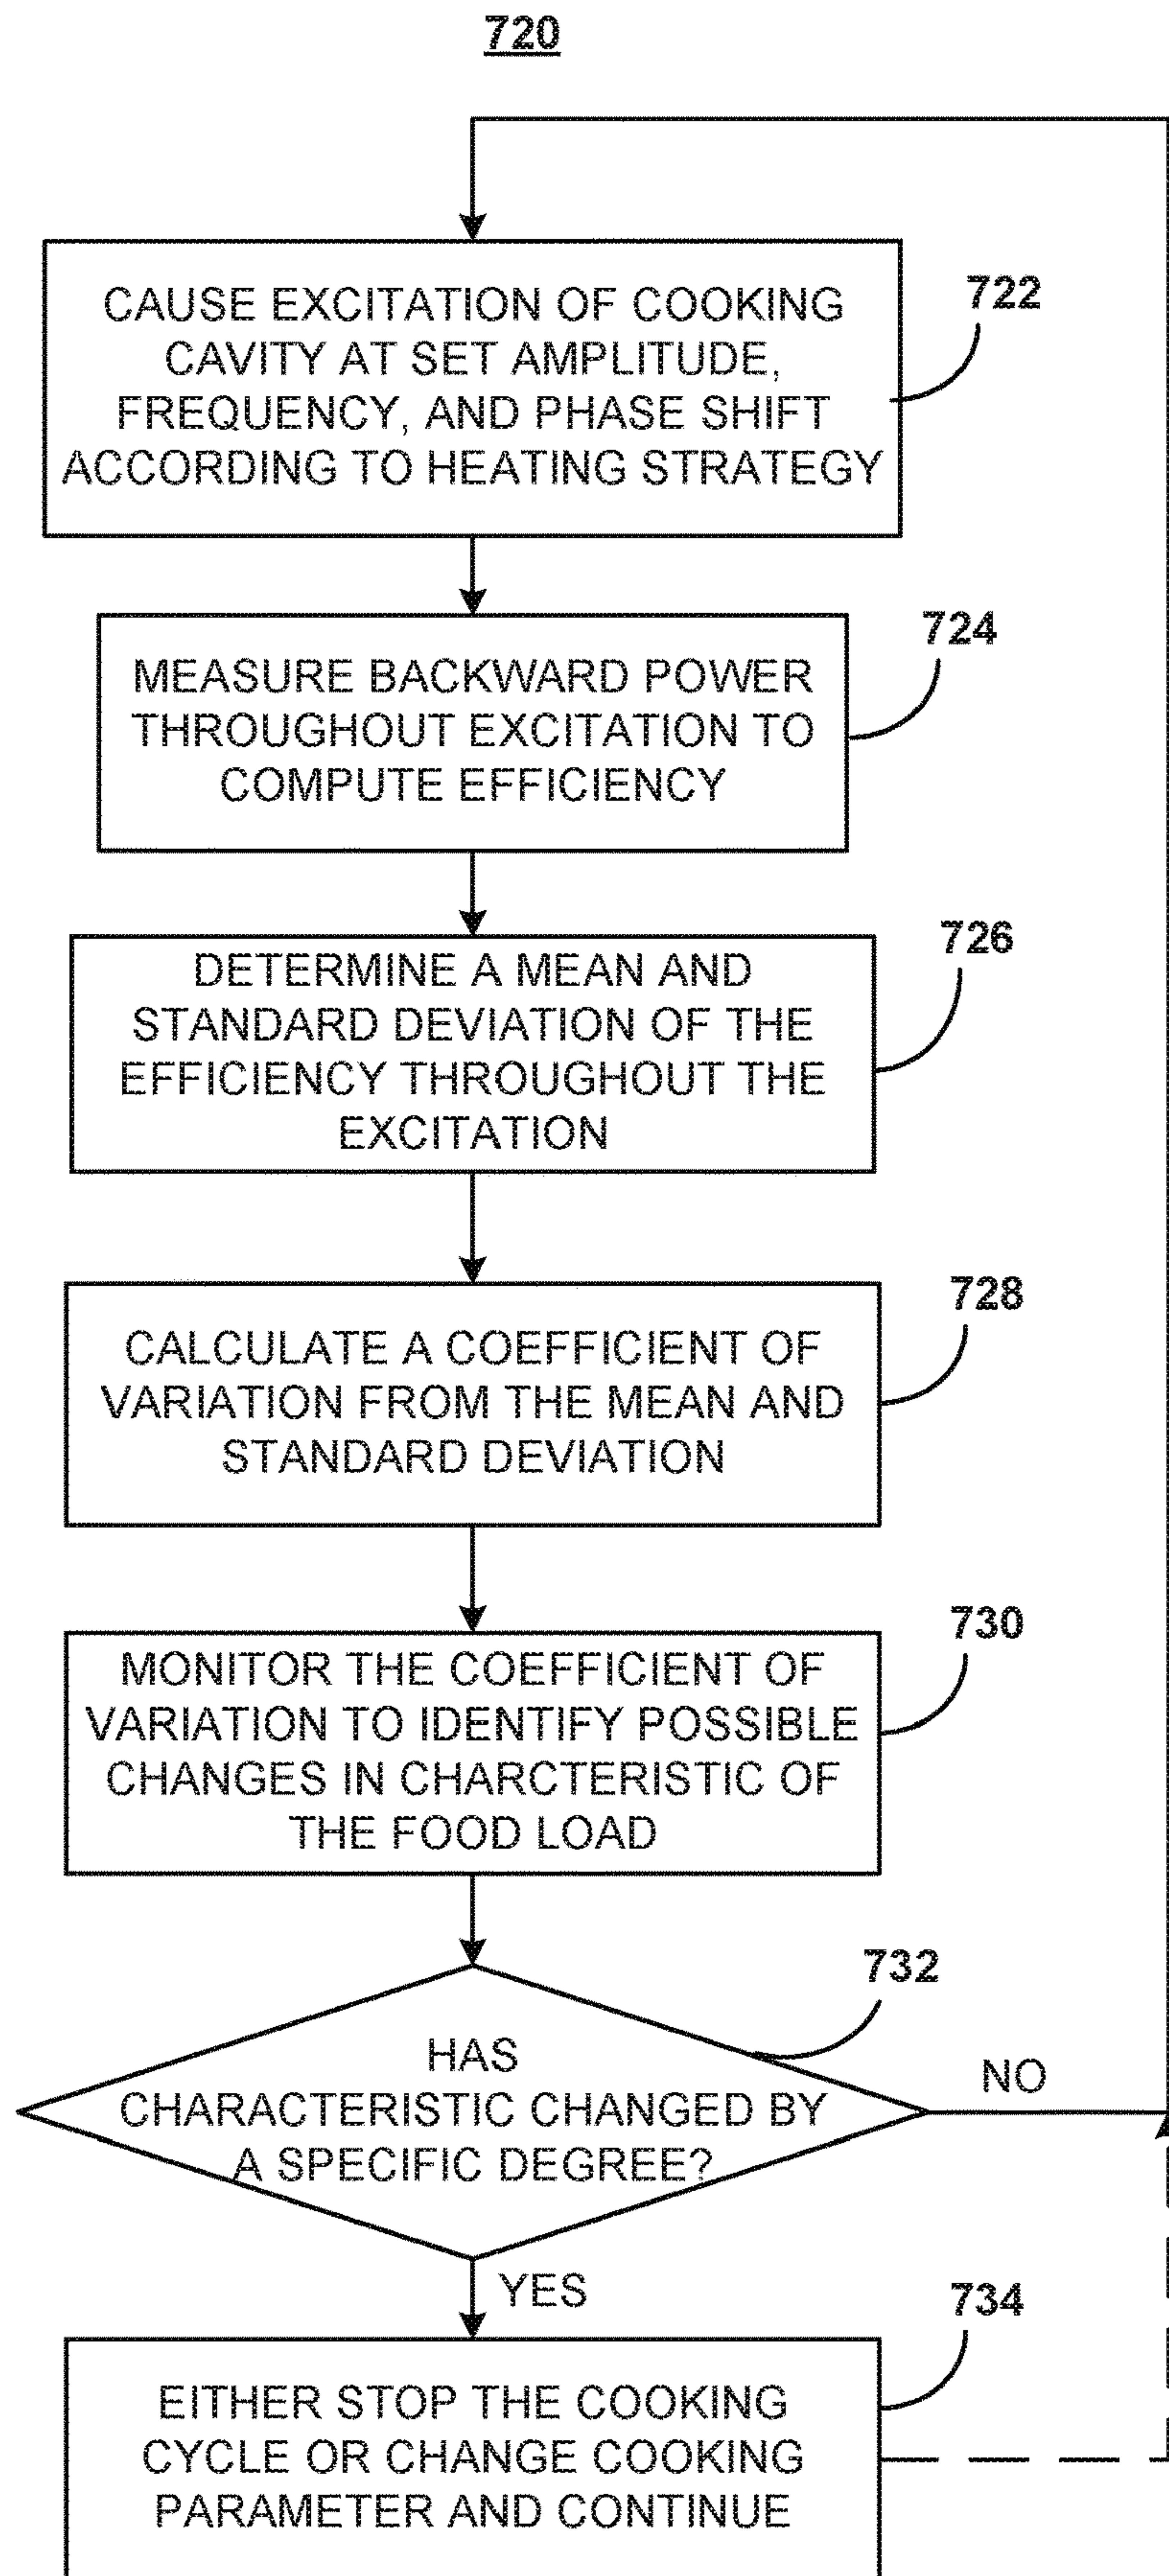 720
CAUSE EXCITATION OF COOKING
CAVITY AT SET AMPLITUDE,
FREQUENCY, AND PHASE SHIFT
ACCORDING TO HEATING STRATEGY
722
MEASURE BACKWARD POWER
THROUGHOUT EXCITATION TO
COMPUTE EFFICIENCY
724
DETERMINE A MEAN AND
STANDARD DEVIATION OF THE
EFFICIENCY THROUGHOUT THE
EXCITATION
726
CALCULATE A COEFFICIENT OF
VARIATION FROM THE MEAN AND
STANDARD DEVIATION
728
MONITOR THE COEFFICIENT OF
VARIATION TO IDENTIFY POSSIBLE
CHANGES IN CHARCTERISTIC OF
THE FOOD LOAD
730
HAS
CHARACTERISTIC CHANGED BY
A SPECIFIC DEGREE?
732
NO
YES
EITHER STOP THE COOKING
CYCLE OR CHANGE COOKING
PARAMETER AND CONTINUE
734